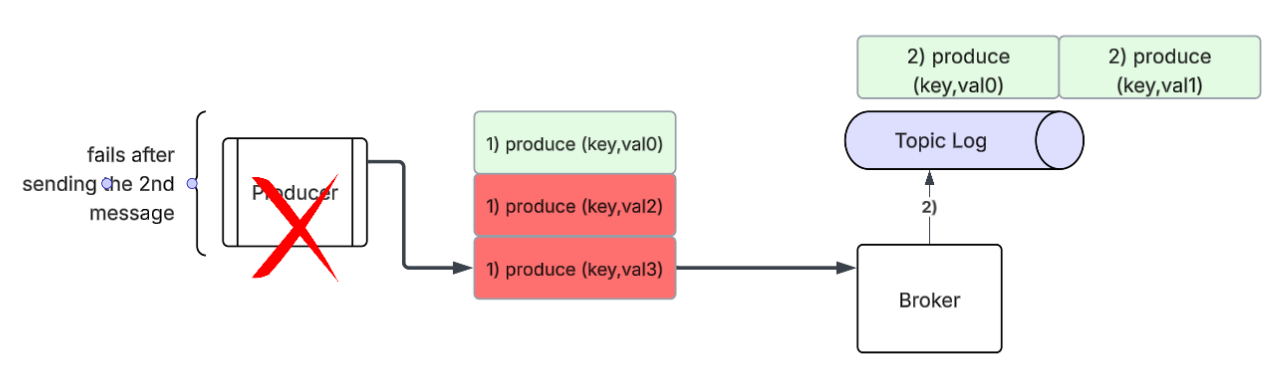 fails after
sending the 2nd
message
Producer
1) produce (key,val0)
1) produce (key,val2)
1) produce (key,val3)
2) produce
(key,val0)
2) produce
(key,val1)
Topic Log
2)
Broker